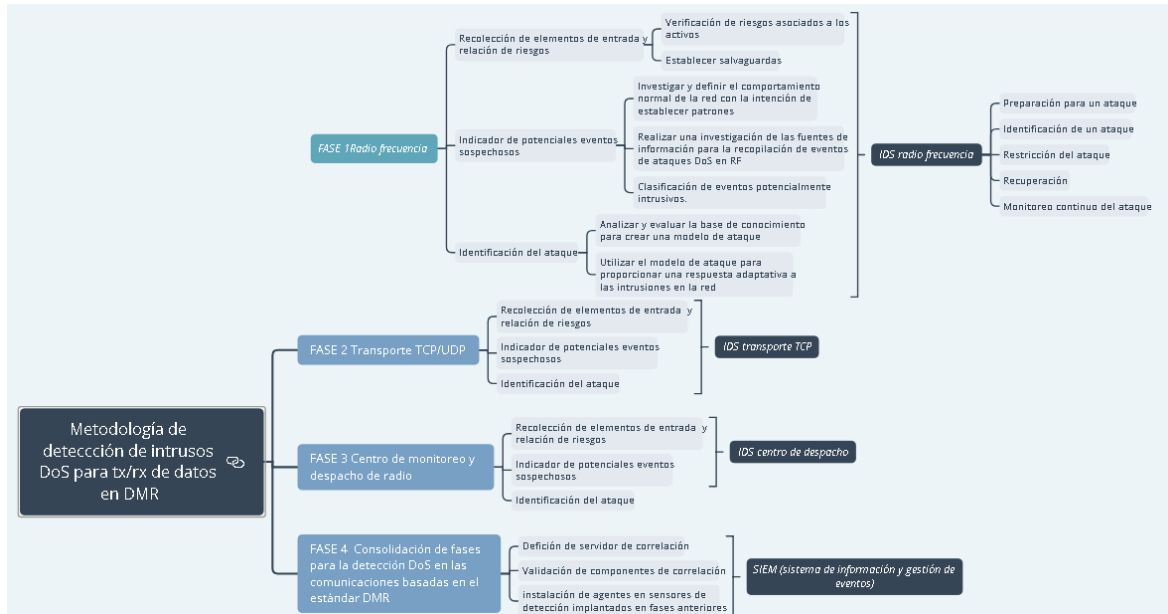 Verificación de riesgos asociados a los
activos
Recolección de elementos de entrada y
relación de riesgos
Establecer salvaguardas
Investigar y definir el comportamiento
normal de la red con la intención de
establecer patrones
FASE 1Radio frecuencia
Indicador de potenciales eventos
sospechosos
Realizar una investigación de las fuentes de
información para la recopilación de eventos
de ataques DoS en RF
Clasificación de eventos potencialmente
intrusivos.
Identificación del ataque
Analizar y evaluar la base de conocimiento
para crear una modelo de ataque
Utilizar el modelo de ataque para
proporcionar una respuesta adaptativa a
las intrusiones en la red
IDS radio frecuencia
Preparación para un ataque
Identificación de un ataque
Restricción del ataque
Recuperación
Monitoreo continuo del ataque
Metodología de
deteccción de intrusos
DoS para tx/rx de datos
en DMR
FASE 2 Transporte TCP/UDP
Recolección de elementos de entrada y
relación de riesgos
Indicador de potenciales eventos
sospechosos
Identificación del ataque
IDS transporte TCP
FASE 3 Centro de monitoreo y
despacho de radio
Recolección de elementos de entrada y
relación de riesgos
Indicador de potenciales eventos
sospechosos
Identificación del ataque
IDS centro de despacho
FASE 4 Consolidación de fases
para la detección DoS en las
comunicaciones basadas en el
estàndar DMR
Defición de servidor de correlación
Validación de componentes de correlación
instalación de agentes en sensores de
detección implantados en fases anteriores
SIEM (sistema de información y gestión de
eventos)